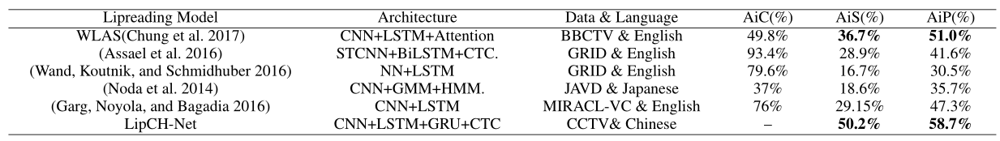 Lipreading Model Architecture Data & Language AiC(%) AiS(%) AiP(%)
WLAS(Chung et al. 2017) CNN+LSTM+Attention BBCTV & English 49.8% 36.7% 51.0%
(Assael et al. 2016) STCNN+BiLSTM+CTC. GRID & English 93.4% 28.9% 41.6%
(Wand, Koutnik, and Schmidhuber 2016) NN+LSTM GRID & English 79.6% 16.7% 30.5%
(Noda et al. 2014) CNN+GMM+HMM. JAVD & Japanese 37% 18.6% 35.7%
(Garg, Noyola, and Bagadia 2016) CNN+LSTM MIRACL-VC & English 76% 29.15% 47.3%
LipCH-Net CNN+LSTM+GRU+CTC CCTV& Chinese – 50.2% 58.7%